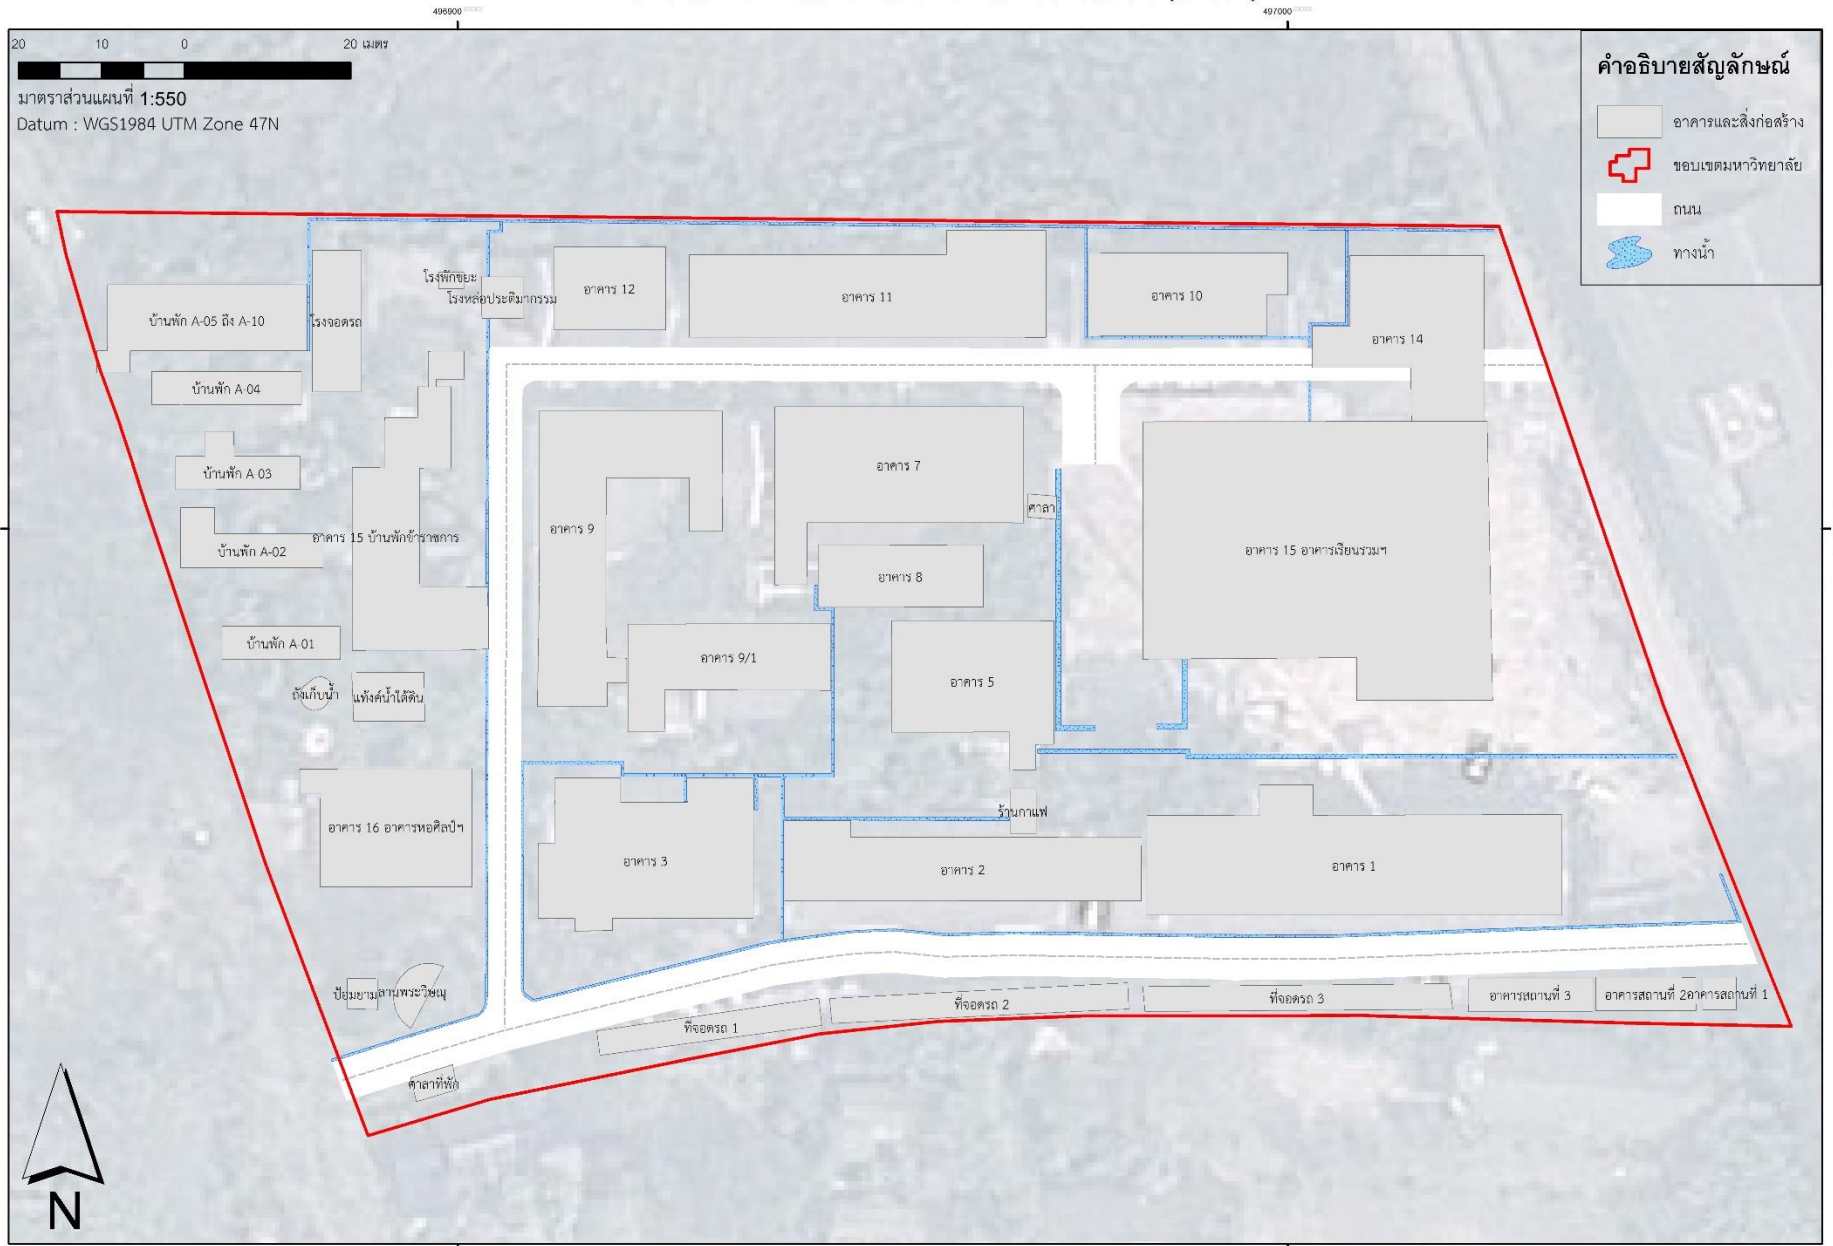 496900
497000
20 10 0 20 เมตร
มาตราส่วนแผนที่ 1:550
Datum : WGS1984 UTM Zone 47N
คำอธิบายสัญลักษณ์
อาคารและสิ่งก่อสร้าง
ขอบเขตมหาวิทยาลัย
ถนน
ทางน้ำ
โรงพักขยะ
โรงหล่อประติมากรรม
อาคาร 12
อาคาร 11
อาคาร 10
อาคาร 14
บ้านพัก A-05 ถึง A-10
โรงจอดรถ
บ้านพัก A-04
บ้านพัก A-03
บ้านพัก A-02
อาคาร 15 บ้านพักข้าราชการ
อาคาร 9
อาคาร 7
ศาลา
อาคาร 8
อาคาร 15 อาคารเรียนรวมฯ
บ้านพัก A-01
อาคาร 9/1
อาคาร 5
ถังเก็บน้ำ
แท้งค์น้ำใต้ดิน
ร้านกาแฟ
อาคาร 16 อาคารหอศิลป์ฯ
อาคาร 3
อาคาร 2
อาคาร 1
ป้อมยาม
ลานพระวิษณุ
ที่จอดรถ 1
ที่จอดรถ 2
ที่จอดรถ 3
อาคารสถานที่ 3
อาคารสถานที่ 2
อาคารสถานที่ 1
ศาลาที่พัก
N